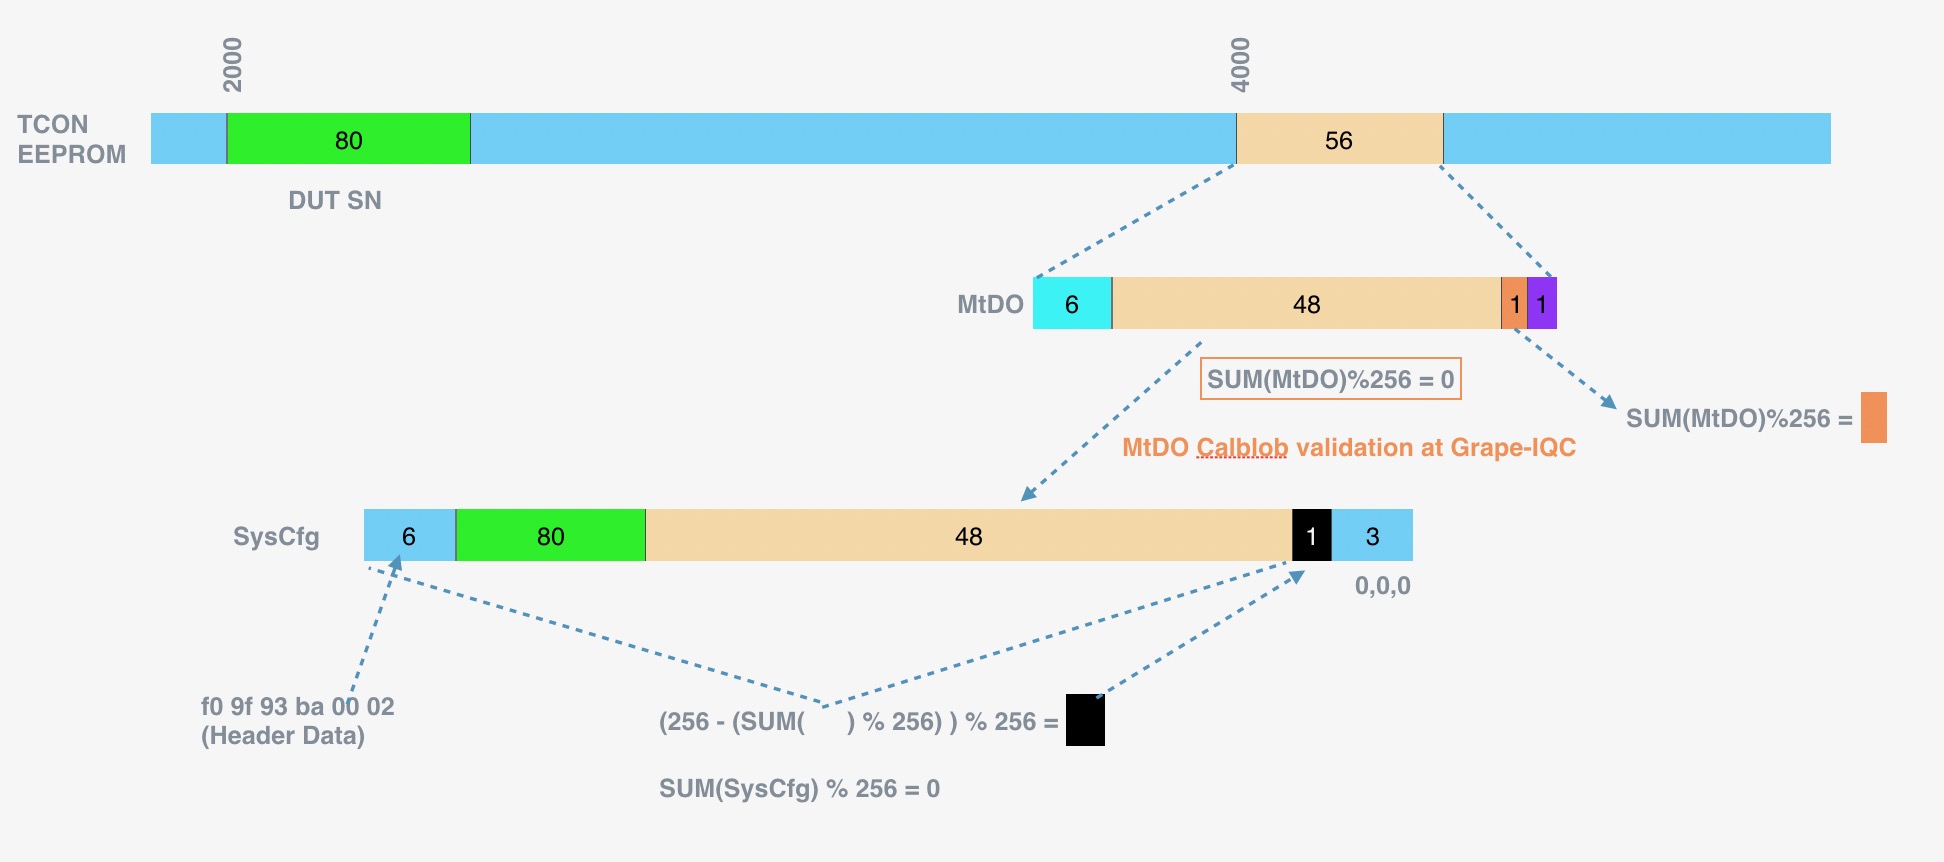 2000
4000
TCON
EEPROM
80
56
DUT SN
MtDO
6
48
1
1
SUM(MtDO)%256 = 0
SUM(MtDO)%256 =
MtDO Calblob validation at Grape-IQC
SysCfg
6
80
48
1
3
0,0,0
f0 9f 93 ba 00 02
(Header Data)
(256 - (SUM( ) % 256) ) % 256 =
SUM(SysCfg) % 256 = 0